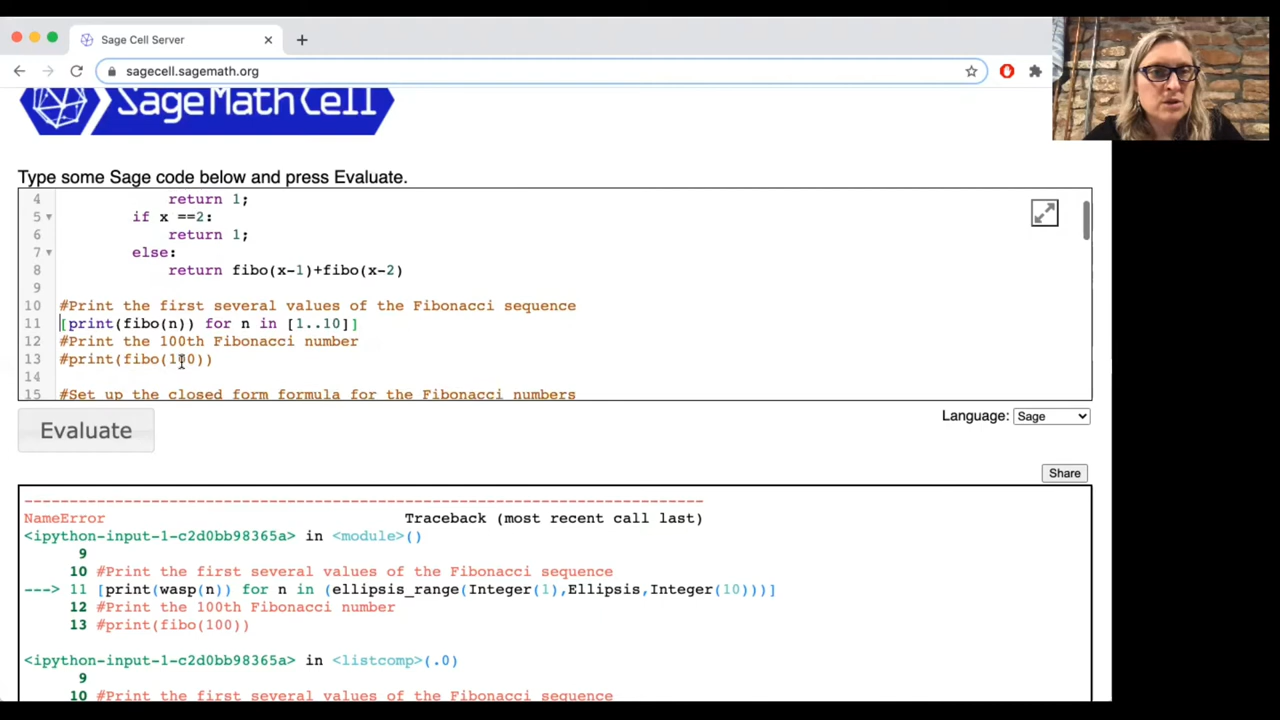 Sage Cell Server
sagecell.sagemath.org
SageMathCell
Type some Sage code below and press Evaluate.
4 return 1;
5 if x ==2:
6 return 1;
7 else:
8 return fibo(x-1)+fibo(x-2)
9
10 #Print the first several values of the Fibonacci sequence
11 [print(fibo(n)) for n in [1..10]]
12 #Print the 100th Fibonacci number
13 #print(fibo(100))
14
15 #Set up the closed form formula for the Fibonacci numbers
Evaluate
Language: Sage
Share
---------------------------------------------------------------------------
NameError Traceback (most recent call last)
<ipython-input-1-c2d0bb98365a> in <module>()
9
10 #Print the first several values of the Fibonacci sequence
---> 11 [print(wasp(n)) for n in (ellipsis_range(Integer(1),Ellipsis,Integer(10)))]
12 #Print the 100th Fibonacci number
13 #print(fibo(100))
<ipython-input-1-c2d0bb98365a> in <listcomp>(.0)
9
10 #Print the first several values of the Fibonacci sequence